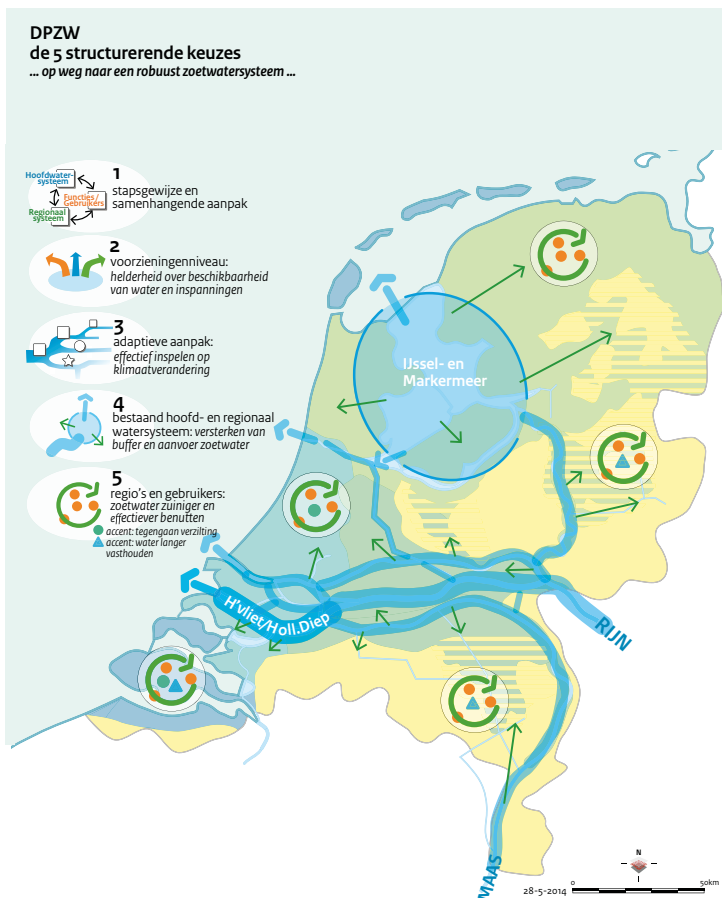 DPZW
de 5 structurerende keuzes
... op weg naar een robuust zoetwatersysteem ...
Hoofdwater-
systeem
Functies/
Gebruikers
Regionaal
systeem
1
stapsgewijze en
samenhangende aanpak
2
voorzieningenniveau:
helderheid over beschikbaarheid
van water en inspanningen
3
adaptieve aanpak:
effectief inspelen op
klimaatverandering
4
bestaand hoofd- en regionaal
watersysteem: versterken van
buffer en aanvoer zoetwater
5
regio's en gebruikers:
zoetwater zuiniger en
effectiever benutten
accent: tegengaan verzilting
accent: water langer
vasthouden
IJssel- en
Markermeer
H'vliet/Holl.Diep
RIJN
MAAS
N
28-5-2014
0
50km